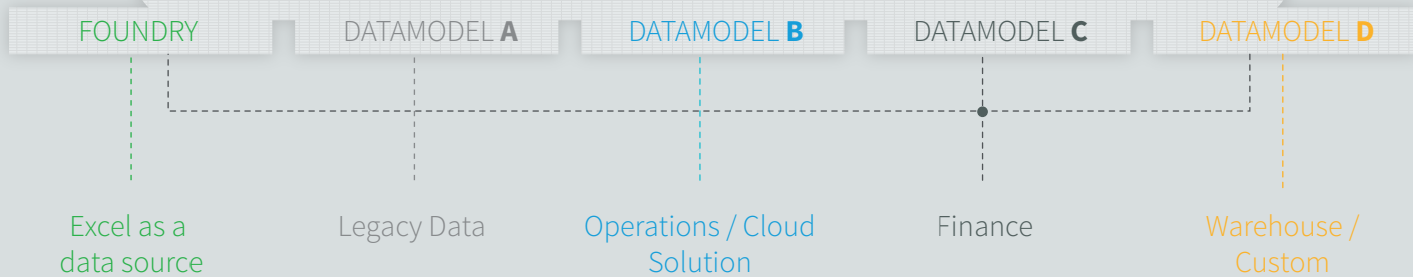 FOUNDRY
DATAMODEL A
DATAMODEL B
DATAMODEL C
DATAMODEL D
Excel as a
data source
Legacy Data
Operations / Cloud
Solution
Finance
Warehouse /
Custom